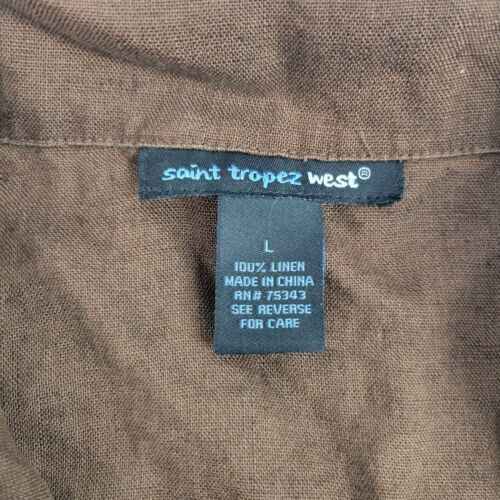 saint tropez west®
L
100% LINEN
MADE IN CHINA
RN# 75343
SEE REVERSE
FOR CARE